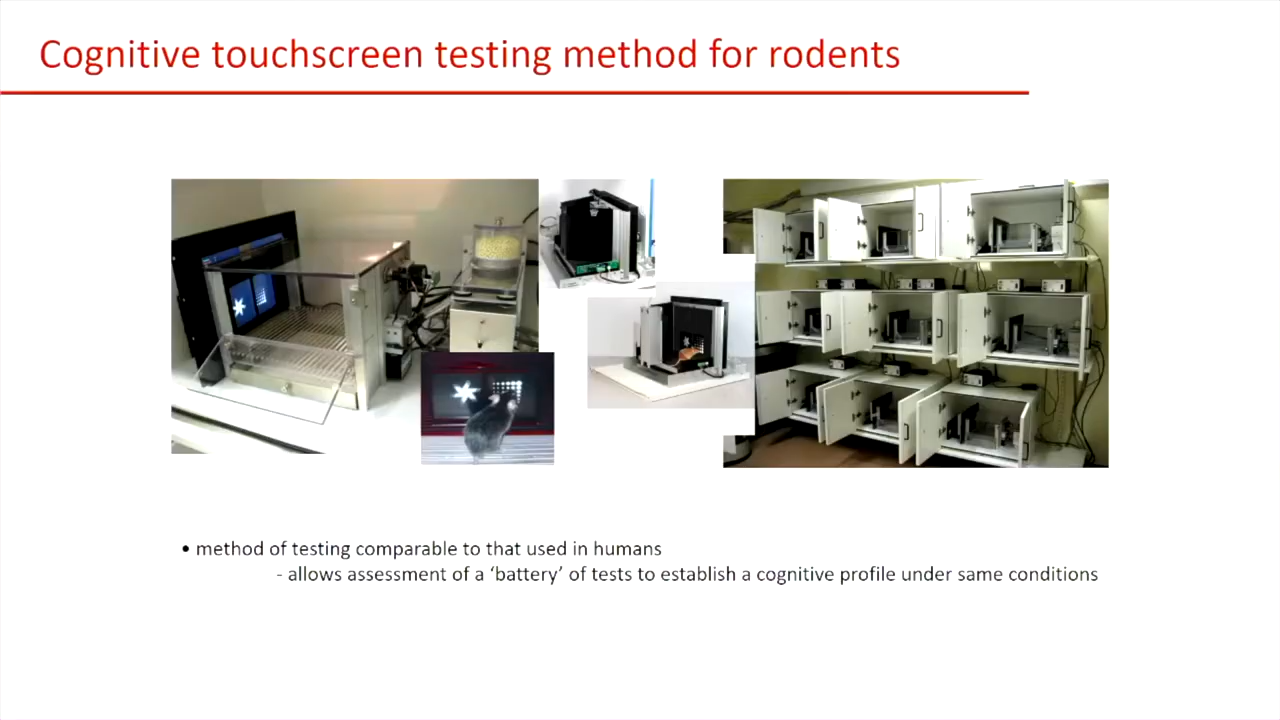 Cognitive touchscreen testing method for rodents
• method of testing comparable to that used in humans
- allows assessment of a ‘battery’ of tests to establish a cognitive profile under same conditions